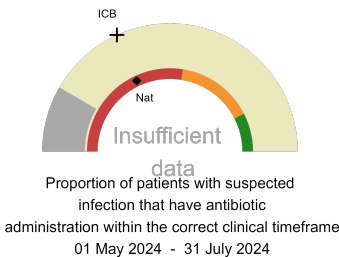 ICB
Nat
Insufficient
data
Proportion of patients with suspected
infection that have antibiotic
administration within the correct clinical timeframe
01 May 2024 - 31 July 2024